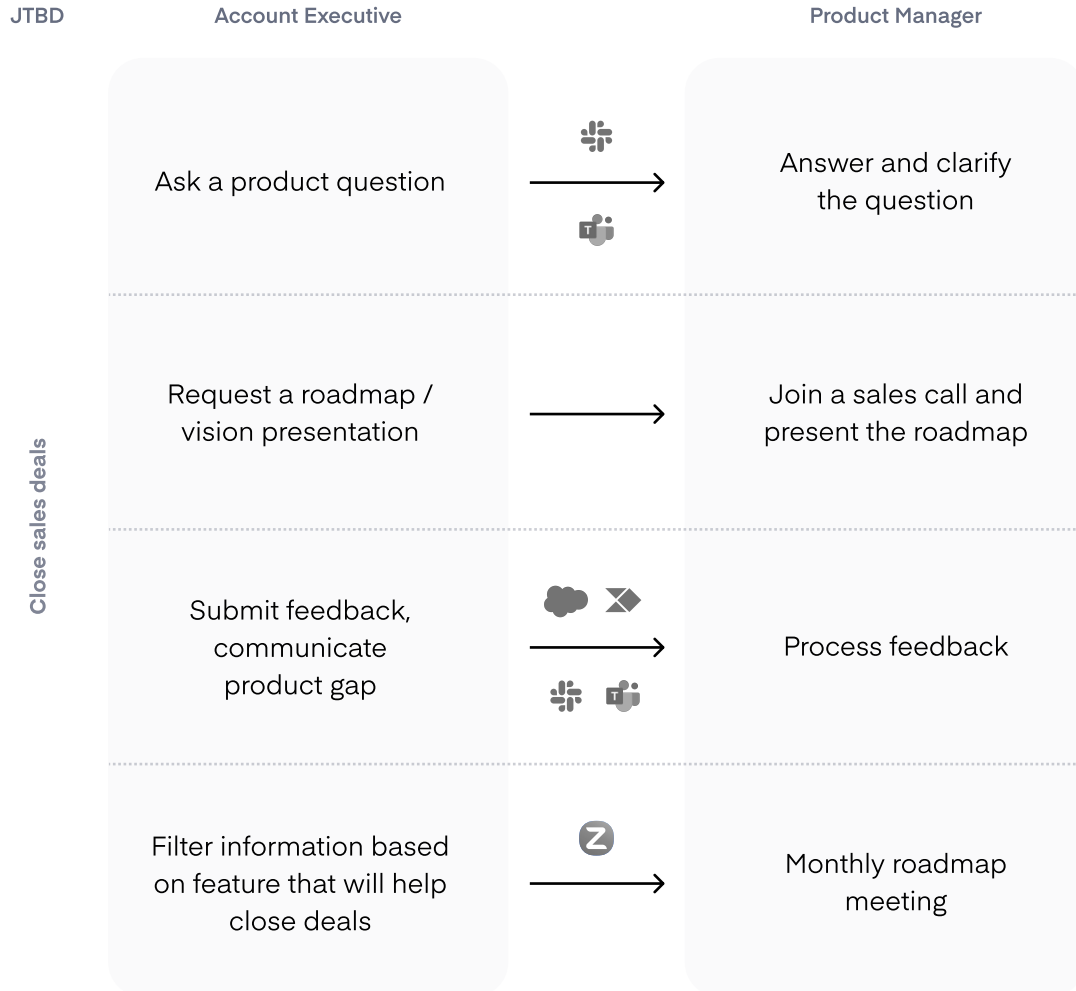 JTBD
Account Executive
Product Manager
Close sales deals
Ask a product question
T
Answer and clarify
the question
Request a roadmap /
vision presentation
Join a sales call and
present the roadmap
Submit feedback,
communicate
product gap
T
Process feedback
Filter information based
on feature that will help
close deals
Z
Monthly roadmap
meeting